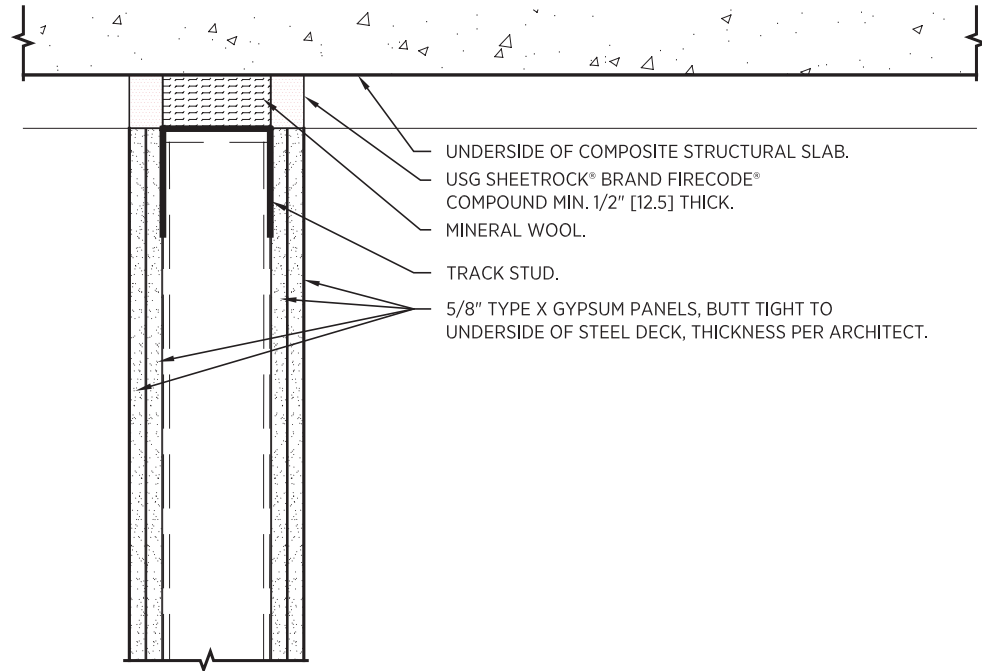 UNDERSIDE OF COMPOSITE STRUCTURAL SLAB.
USG SHEETROCK® BRAND FIRECODE®
COMPOUND MIN. 1/2" [12.5] THICK.
MINERAL WOOL.
TRACK STUD.
5/8" TYPE X GYPSUM PANELS, BUTT TIGHT TO
UNDERSIDE OF STEEL DECK, THICKNESS PER ARCHITECT.